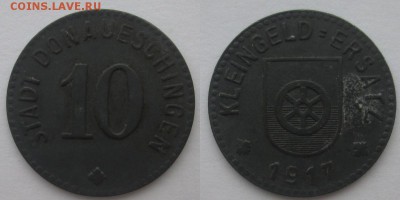 COINS.LAVE.RU
STADT DONAUESCHINGEN
10
KLEINGELD=ERSATZ
1917